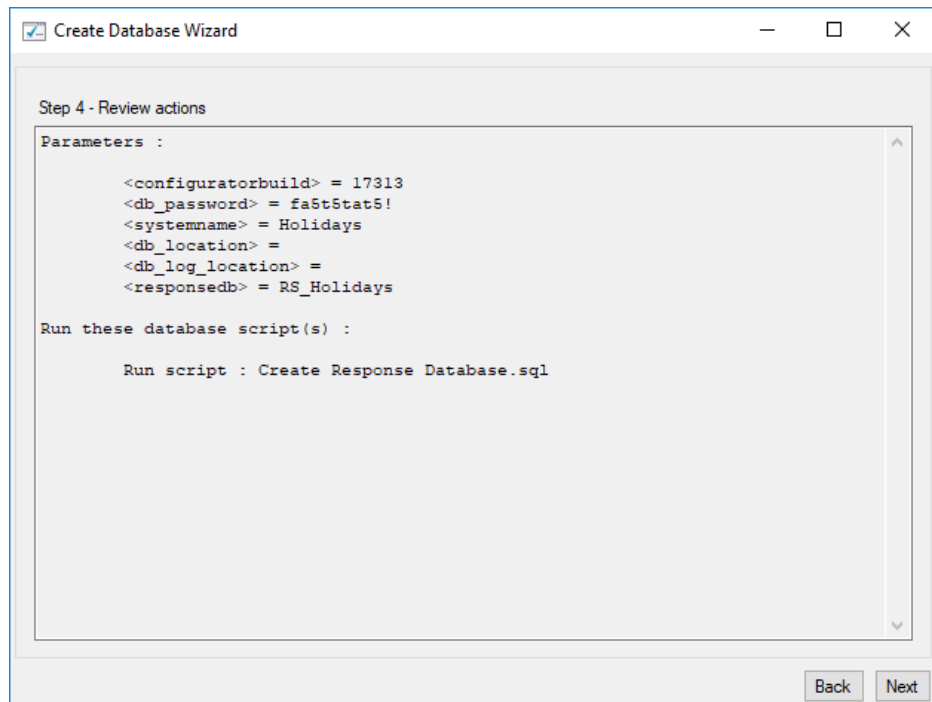 Create Database Wizard
Step 4 - Review actions
Parameters :
<configuratorbuild> = 17313
<db_password> = fa5t5tat5!
<systemname> = Holidays
<db_location> =
<db_log_location> =
<responsedb> = RS_Holidays
Run these database script(s) :
Run script : Create Response Database.sql
Back Next